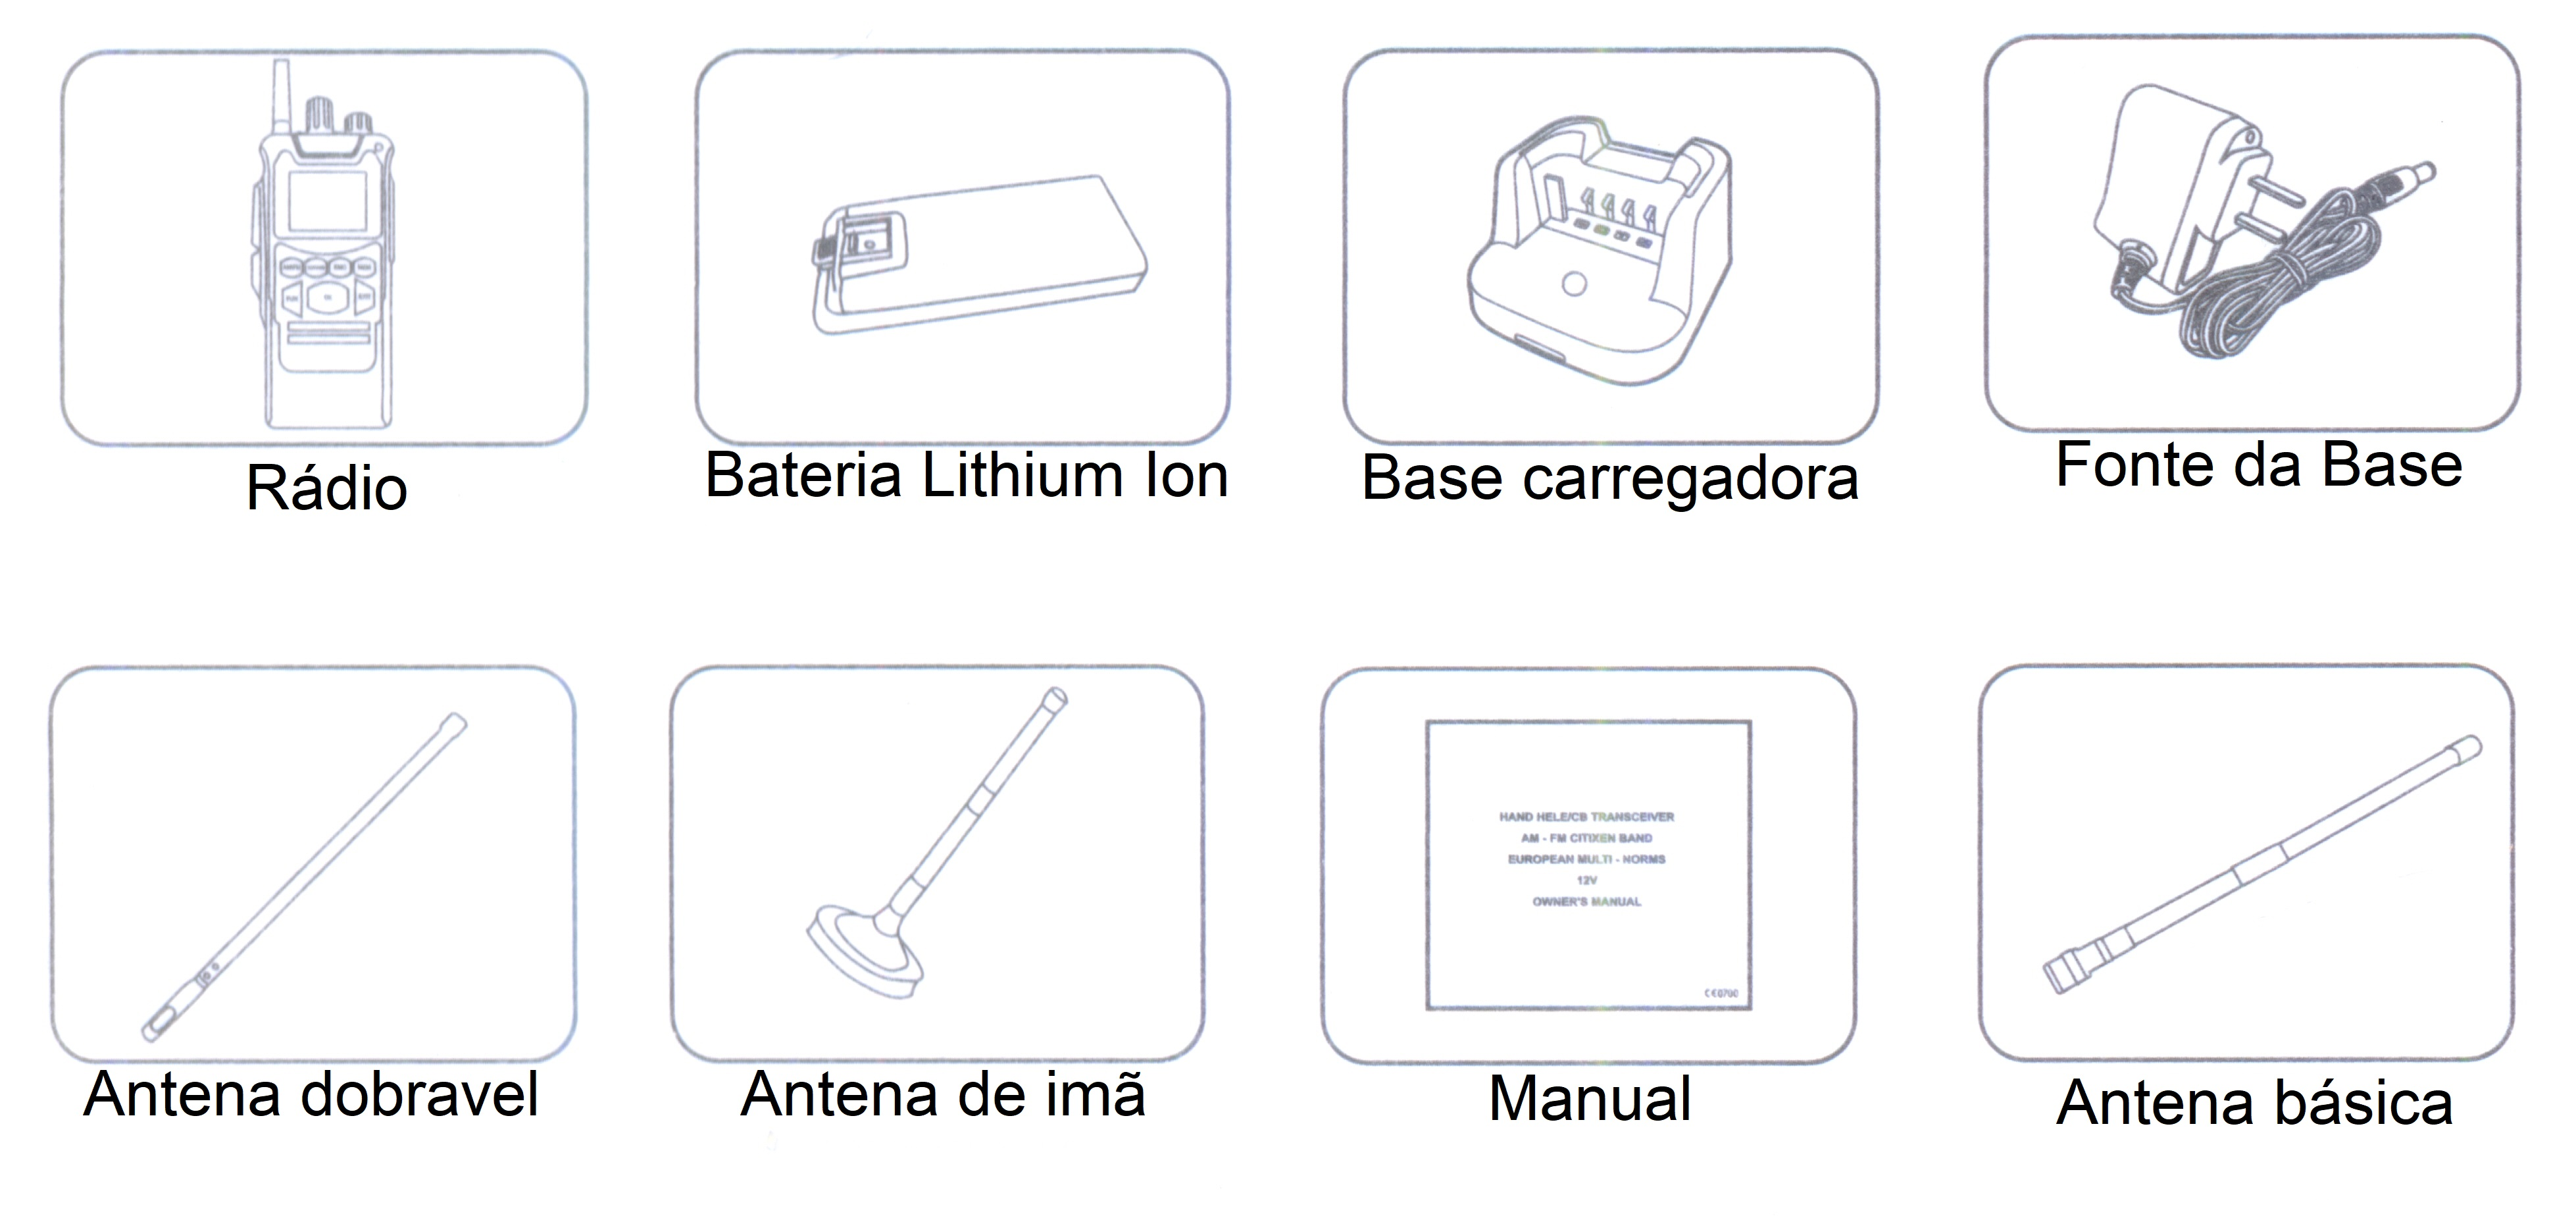 Rádio
Bateria Lithium Ion
Base carregadora
Fonte da Base
Antena dobravel
Antena de imã
HAND HELE/CB TRANSCEIVER
AM - FM CITIXEN BAND
EUROPEAN MULTI - NORMS
12V
OWNER'S MANUAL
Manual
Antena básica